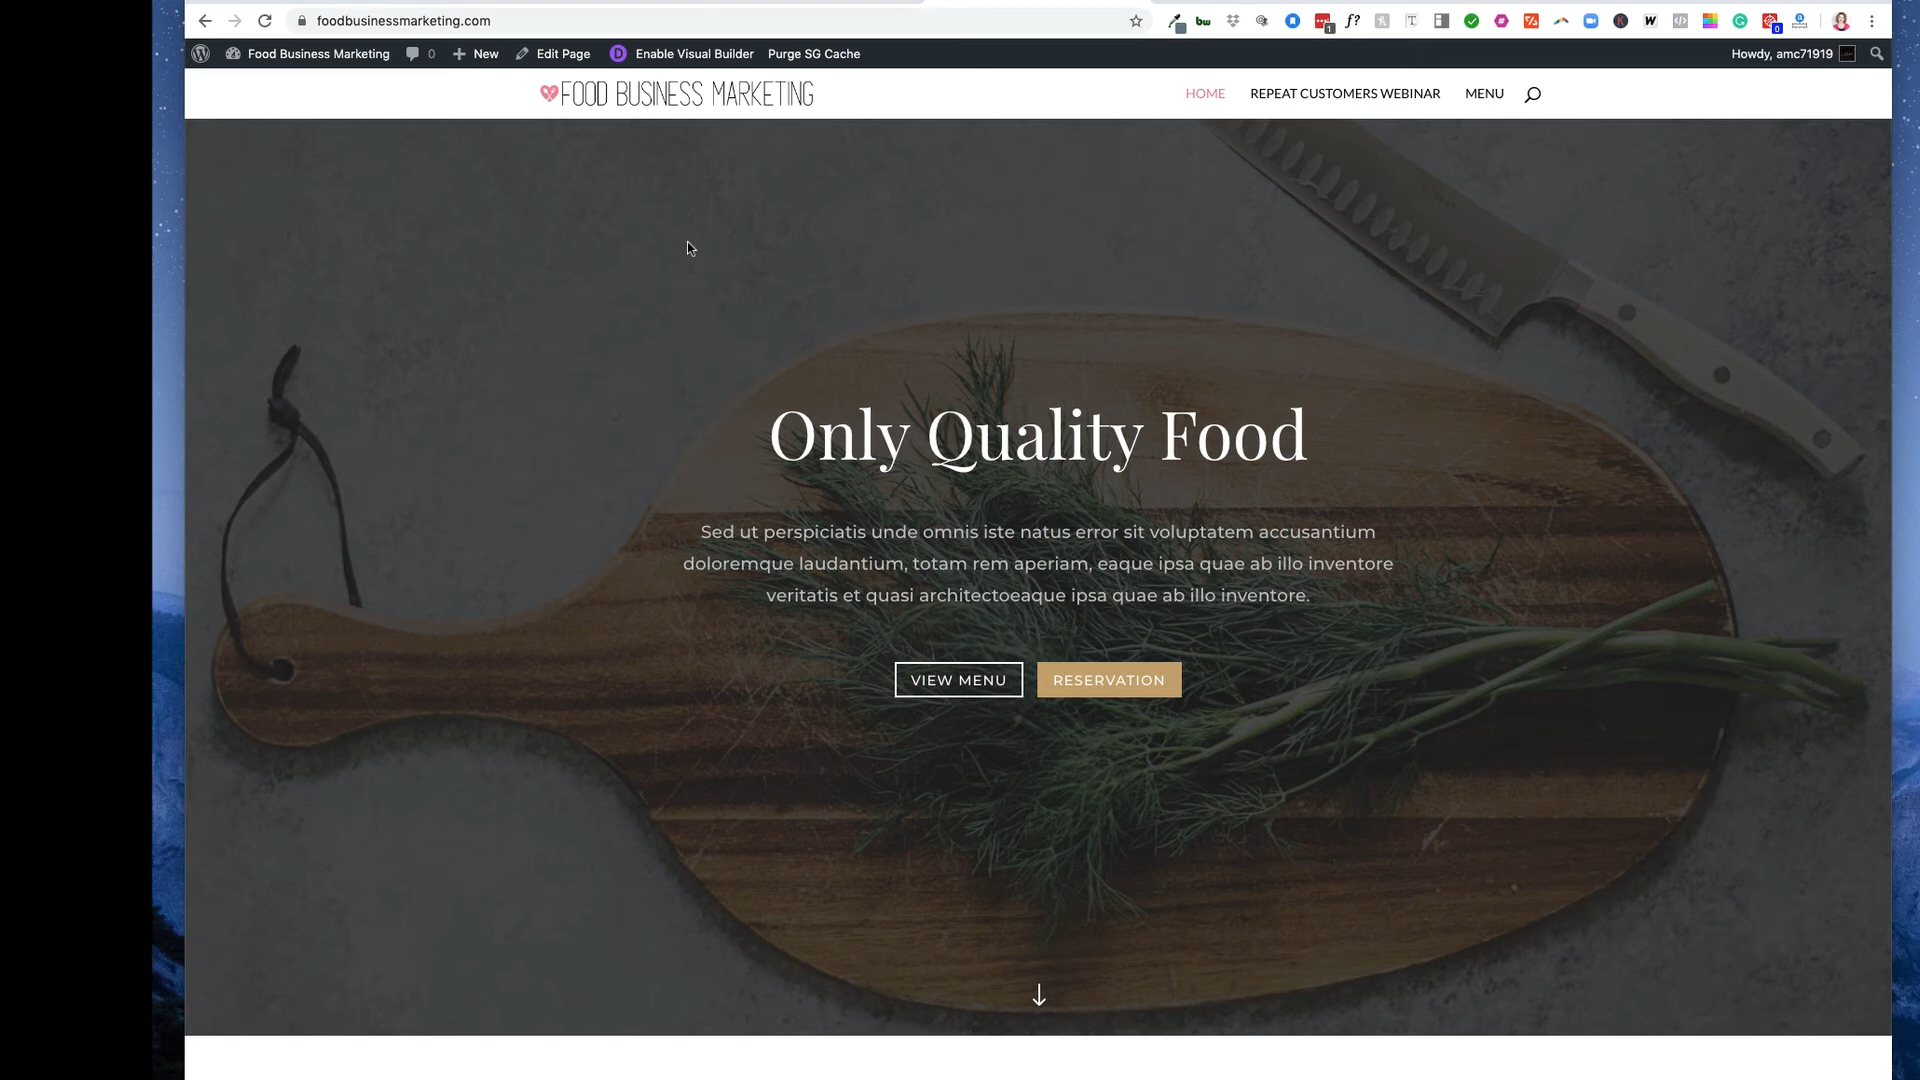 foodbusinessmarketing.com
Food Business Marketing 0 New Edit Page Enable Visual Builder Purge SG Cache Howdy, amc71919
FOOD BUSINESS MARKETING
HOME REPEAT CUSTOMERS WEBINAR MENU
Only Quality Food
Sed ut perspiciatis unde omnis iste natus error sit voluptatem accusantium
doloremque laudantium, totam rem aperiam, eaque ipsa quae ab illo inventore
veritatis et quasi architectoeaque ipsa quae ab illo inventore.
VIEW MENU RESERVATION